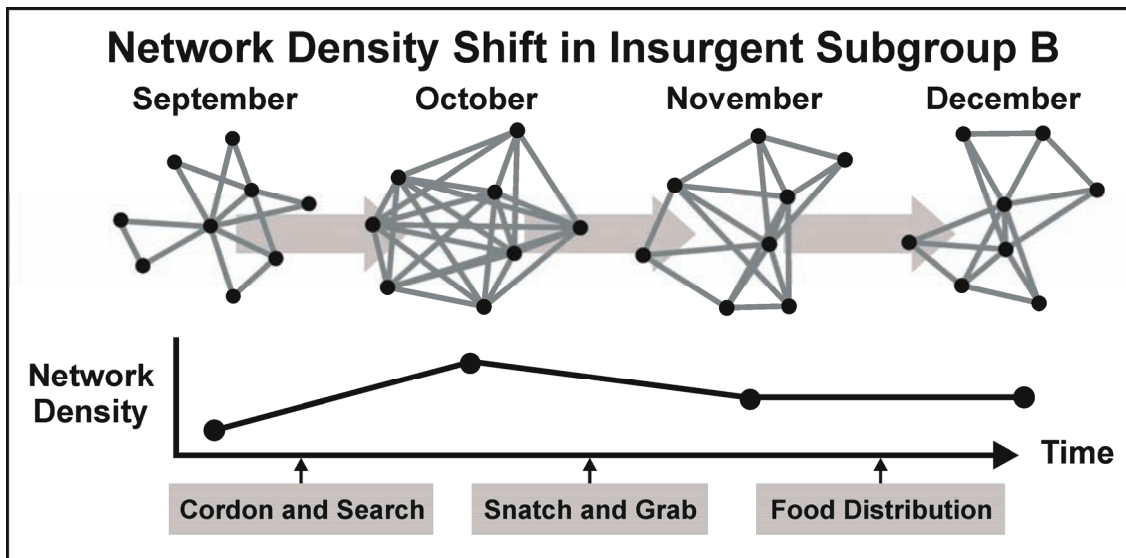 Network Density Shift in Insurgent Subgroup B
September October November December
Network
Density
Time
Cordon and Search Snatch and Grab Food Distribution